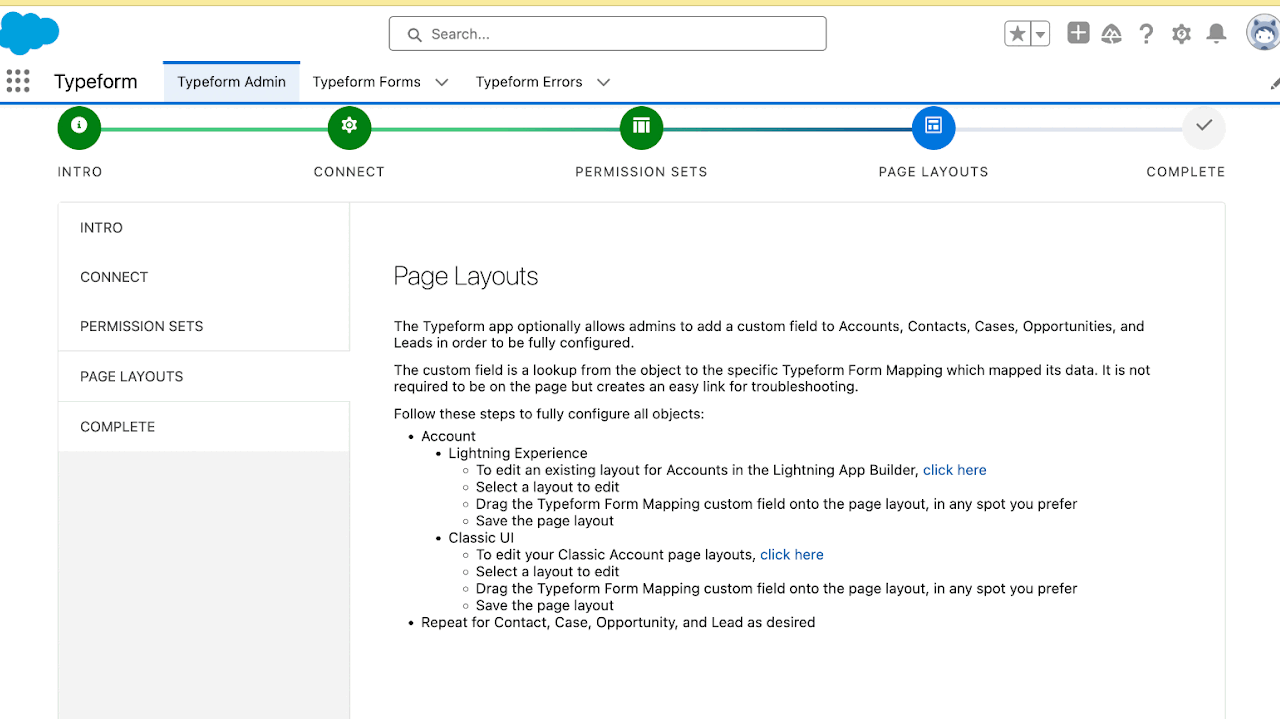 Search...
Typeform
Typeform Admin
Typeform Forms
Typeform Errors
INTRO
CONNECT
PERMISSION SETS
PAGE LAYOUTS
COMPLETE
INTRO
CONNECT
PERMISSION SETS
PAGE LAYOUTS
COMPLETE
Page Layouts
The Typeform app optionally allows admins to add a custom field to Accounts, Contacts, Cases, Opportunities, and
Leads in order to be fully configured.
The custom field is a lookup from the object to the specific Typeform Form Mapping which mapped its data. It is not
required to be on the page but creates an easy link for troubleshooting.
Follow these steps to fully configure all objects:
• Account
• Lightning Experience
◦ To edit an existing layout for Accounts in the Lightning App Builder, click here
◦ Select a layout to edit
◦ Drag the Typeform Form Mapping custom field onto the page layout, in any spot you prefer
◦ Save the page layout
• Classic UI
◦ To edit your Classic Account page layouts, click here
◦ Select a layout to edit
◦ Drag the Typeform Form Mapping custom field onto the page layout, in any spot you prefer
◦ Save the page layout
• Repeat for Contact, Case, Opportunity, and Lead as desired